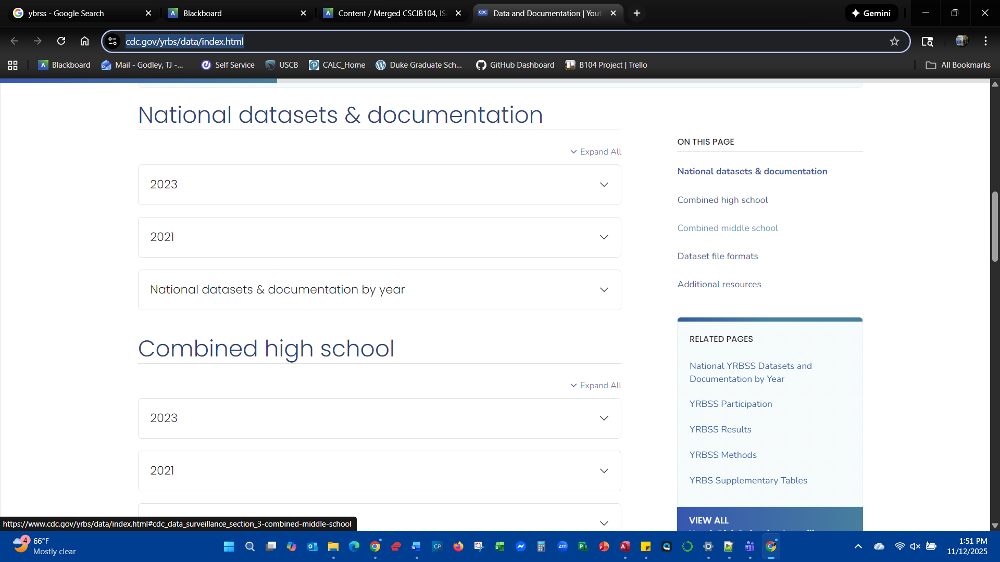 ybrss - Google Search
Blackboard
Content / Merged CSCIB104, IS
Data and Documentation | Yout
Gemini
cdc.gov/yrbs/data/index.html
Blackboard
Mail - Godley, TJ -...
Self Service
USCB
CALC_Home
Duke Graduate Sch...
GitHub Dashboard
B104 Project | Trello
All Bookmarks
National datasets & documentation
Expand All
2023
2021
National datasets & documentation by year
Combined high school
Expand All
2023
2021
ON THIS PAGE
National datasets & documentation
Combined high school
Combined middle school
Dataset file formats
Additional resources
RELATED PAGES
National YRBSS Datasets and
Documentation by Year
YRBSS Participation
YRBSS Results
YRBSS Methods
YRBS Supplementary Tables
VIEW ALL
https://www.cdc.gov/yrbs/data/index.html#cdc_data_surveillance_section_3-combined-middle-school
4
66°F
Mostly clear
CP
zm
1:51 PM
11/12/2025